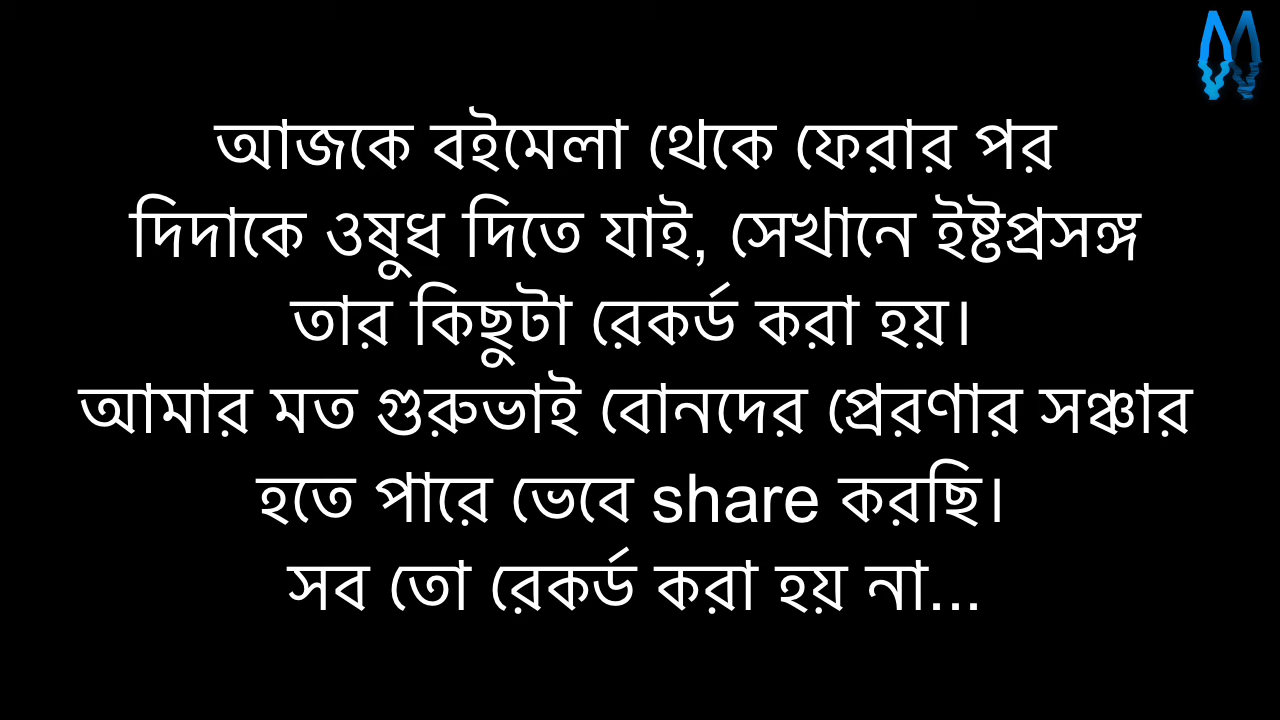 আজকে বইমেলা থেকে ফেরার পর
দিদাকে ওষুধ দিতে যাই, সেখানে ইষ্টপ্রসঙ্গ
তার কিছুটা রেকর্ড করা হয়।
আমার মত গুরুভাই বোনদের প্রেরণার সঞ্চার
হতে পারে ভেবে share করছি।
সব তো রেকর্ড করা হয় না...